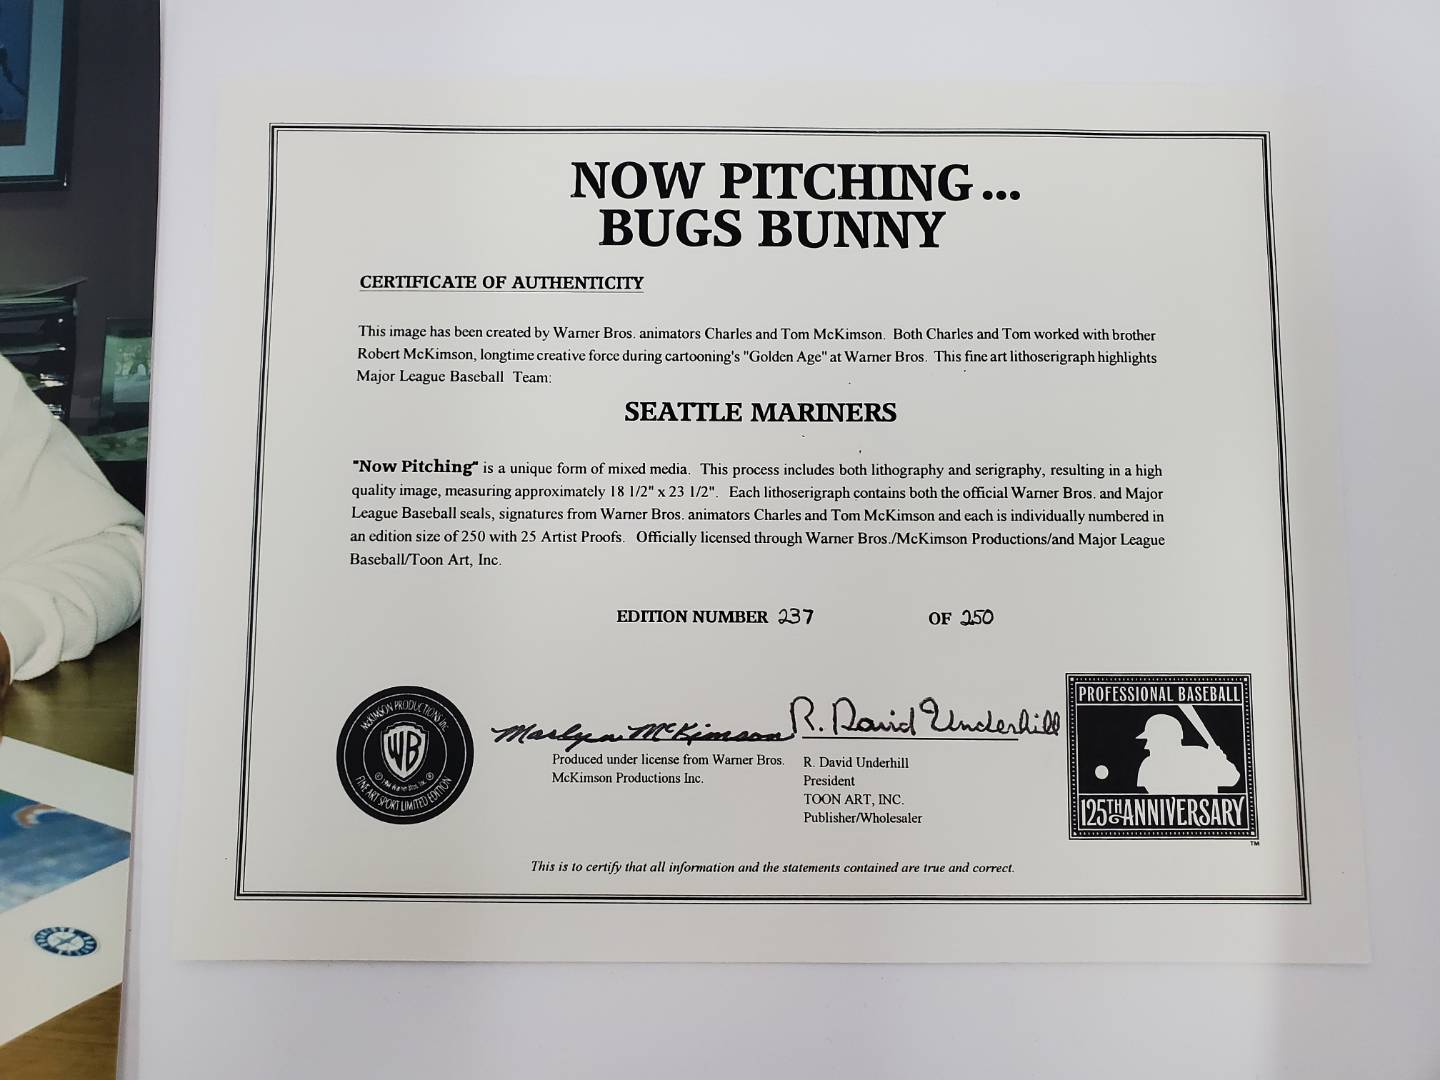 NOW PITCHING...
BUGS BUNNY
CERTIFICATE OF AUTHENTICITY
This image has been created by Warner Bros. animators Charles and Tom McKimson. Both Charles and Tom worked with brother
Robert McKimson, longtime creative force during cartooning's "Golden Age" at Warner Bros. This fine art lithoserigraph highlights
Major League Baseball Team:
SEATTLE MARINERS
"Now Pitching" is a unique form of mixed media. This process includes both lithography and serigraphy, resulting in a high
quality image, measuring approximately 18 1/2" x 23 1/2". Each lithoserigraph contains both the official Warner Bros. and Major
League Baseball seals, signatures from Warner Bros. animators Charles and Tom McKimson and each is individually numbered in
an edition size of 250 with 25 Artist Proofs. Officially licensed through Warner Bros./McKimson Productions/and Major League
Baseball/Toon Art, Inc.
EDITION NUMBER 237 OF 250
McKIMSON PRODUCTIONS INC.
WB
FINE ART SPORT LIMITED EDITION
Marlyn McKimson
Produced under license from Warner Bros.
McKimson Productions Inc.
R. David Underhill
R. David Underhill
President
TOON ART, INC.
Publisher/Wholesaler
PROFESSIONAL BASEBALL
125TH ANNIVERSARY
TM
This is to certify that all information and the statements contained are true and correct.